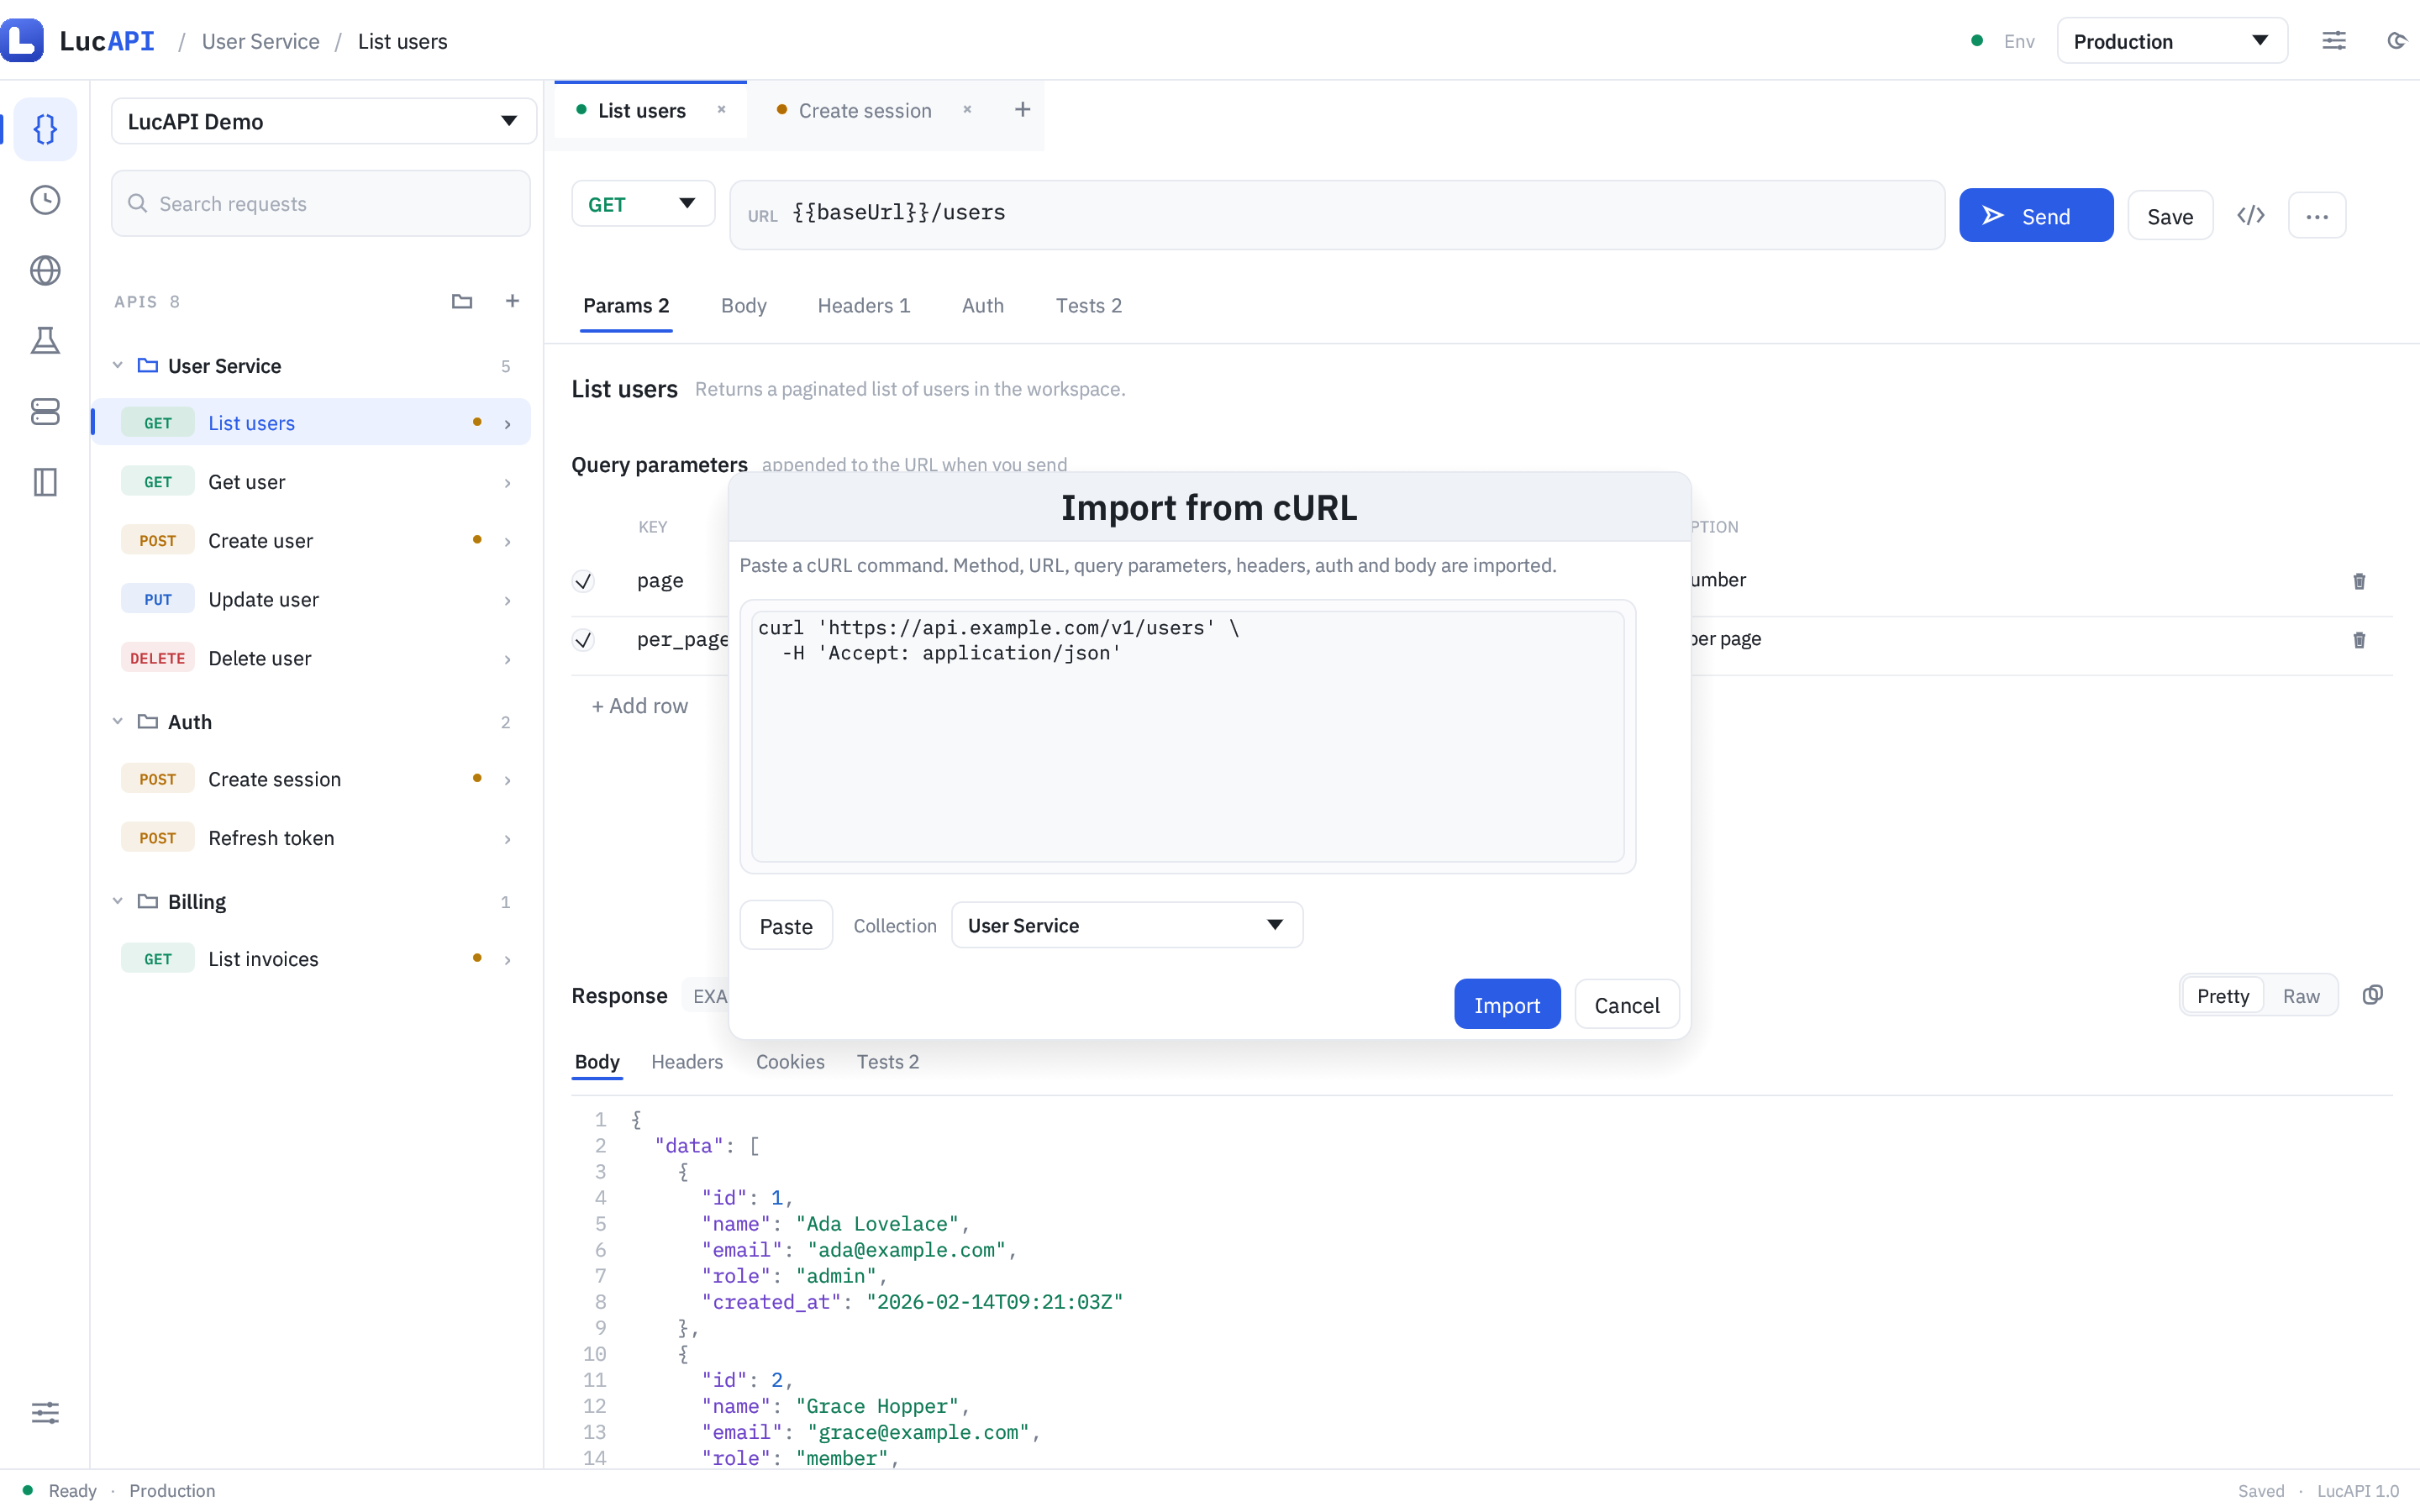 LucAPI / User Service / List users
Env Production
LucAPI Demo
Search requests
APIS 8
User Service 5
GET List users
GET Get user
POST Create user
PUT Update user
DELETE Delete user
Auth 2
POST Create session
POST Refresh token
Billing 1
GET List invoices
List users × Create session × +
GET URL {{baseUrl}}/users Send Save </> ...
Params 2 Body Headers 1 Auth Tests 2
List users Returns a paginated list of users in the workspace.
Query parameters appended to the URL when you send
KEY PTION
page umber
per_page per page
+ Add row
Import from cURL
Paste a cURL command. Method, URL, query parameters, headers, auth and body are imported.
curl 'https://api.example.com/v1/users' \
-H 'Accept: application/json'
Paste Collection User Service
Import Cancel
Response EXA Pretty Raw
Body Headers Cookies Tests 2
1 {
2 "data": [
3 {
4 "id": 1,
5 "name": "Ada Lovelace",
6 "email": "ada@example.com",
7 "role": "admin",
8 "created_at": "2026-02-14T09:21:03Z"
9 },
10 {
11 "id": 2,
12 "name": "Grace Hopper",
13 "email": "grace@example.com",
14 "role": "member",
Ready · Production
Saved · LucAPI 1.0